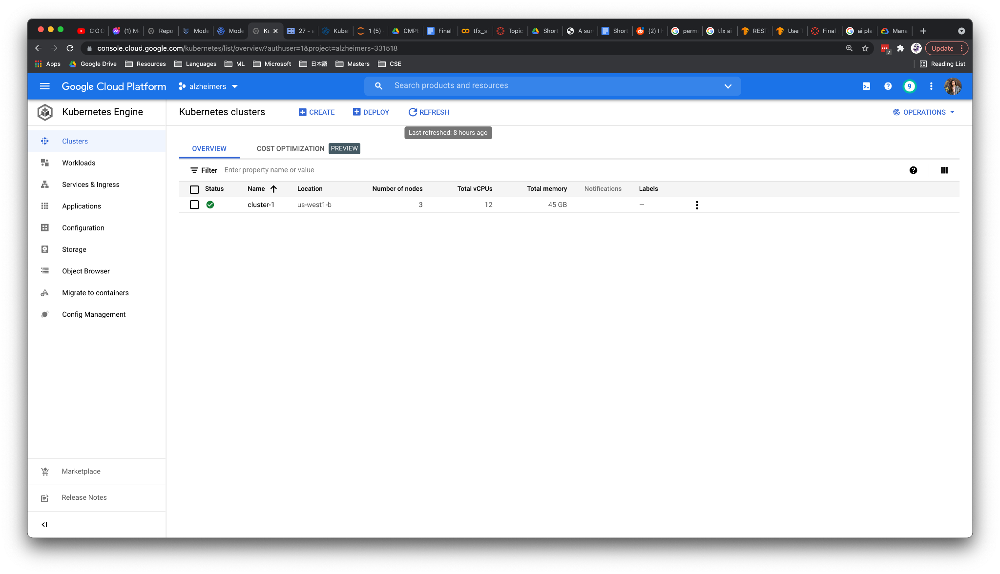 C O O
(1) M
Repo
Mode
Mode
Ku
27 - a
Kube
1 (5)
CMPE
Final
tfx_s
Topic
Short
A sur
Short
(2) I h
perm
tfx ai
REST
Use T
Final
ai pla
Mana
console.cloud.google.com/kubernetes/list/overview?authuser=1&project=alzheimers-331518
2
Update
Apps
Google Drive
Resources
Languages
ML
Microsoft
日本語
Masters
CSE
Reading List
Google Cloud Platform
alzheimers
Search products and resources
9
Kubernetes Engine
Kubernetes clusters
CREATE
DEPLOY
REFRESH
OPERATIONS
Last refreshed: 8 hours ago
Clusters
Workloads
Services & Ingress
Applications
Configuration
Storage
Object Browser
Migrate to containers
Config Management
Marketplace
Release Notes
OVERVIEW
COST OPTIMIZATION PREVIEW
Filter Enter property name or value
Status Name Location Number of nodes Total vCPUs Total memory Notifications Labels
cluster-1 us-west1-b 3 12 45 GB —